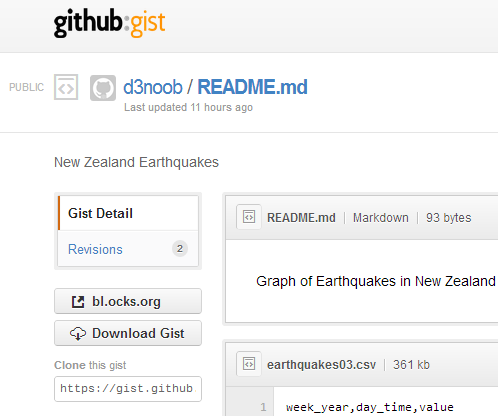 github:gist
PUBLIC d3noob / README.md
Last updated 11 hours ago
New Zealand Earthquakes
Gist Detail
Revisions 2
bl.ocks.org
Download Gist
Clone this gist
https://gist.github
README.md Markdown 93 bytes
Graph of Earthquakes in New Zealand
earthquakes03.csv 361 kb
1 week_year,day_time,value